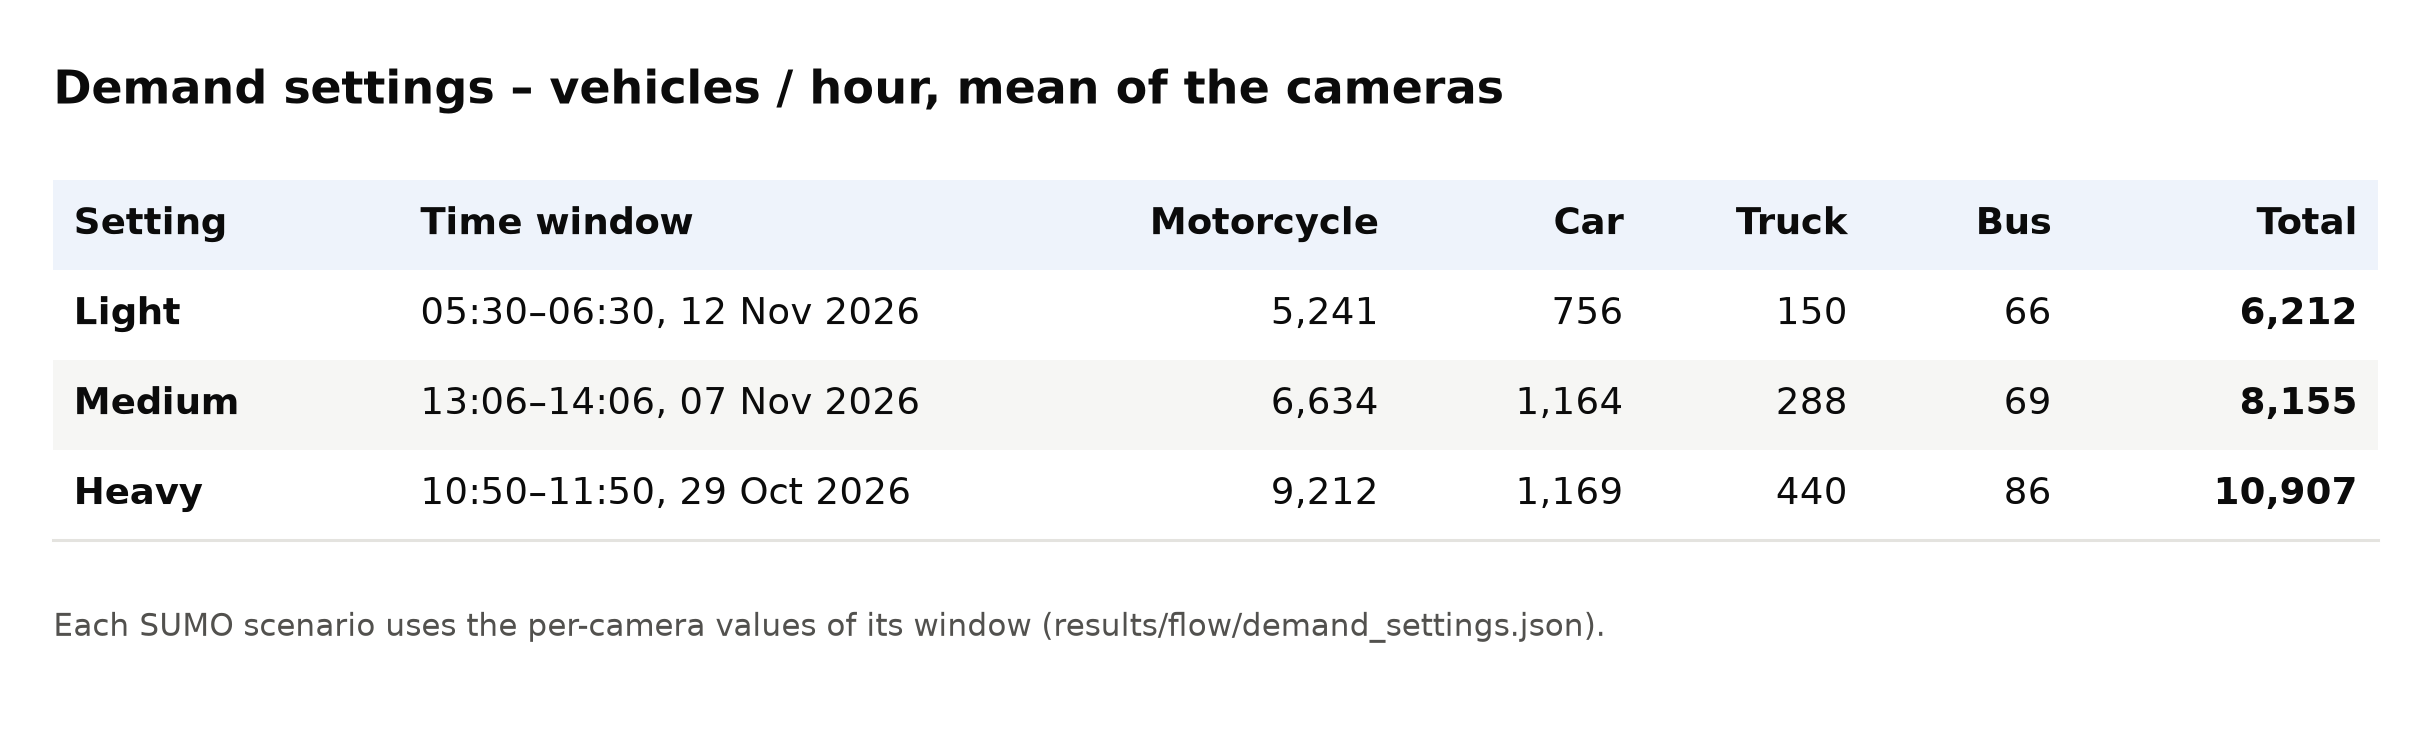 Demand settings – vehicles / hour, mean of the cameras
Setting Time window Motorcycle Car Truck Bus Total
Light 05:30–06:30, 12 Nov 2026 5,241 756 150 66 6,212
Medium 13:06–14:06, 07 Nov 2026 6,634 1,164 288 69 8,155
Heavy 10:50–11:50, 29 Oct 2026 9,212 1,169 440 86 10,907
Each SUMO scenario uses the per-camera values of its window (results/flow/demand_settings.json).